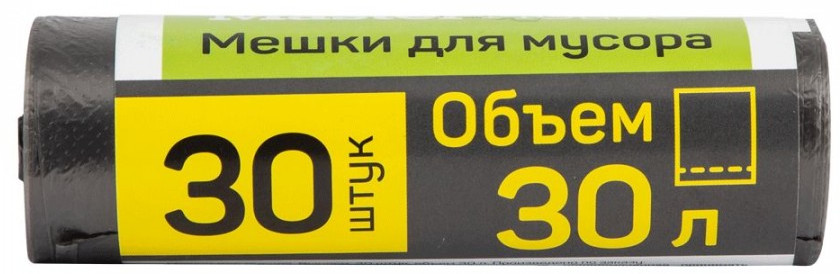 Мешки для мусора
30 штук
Объем
30 л